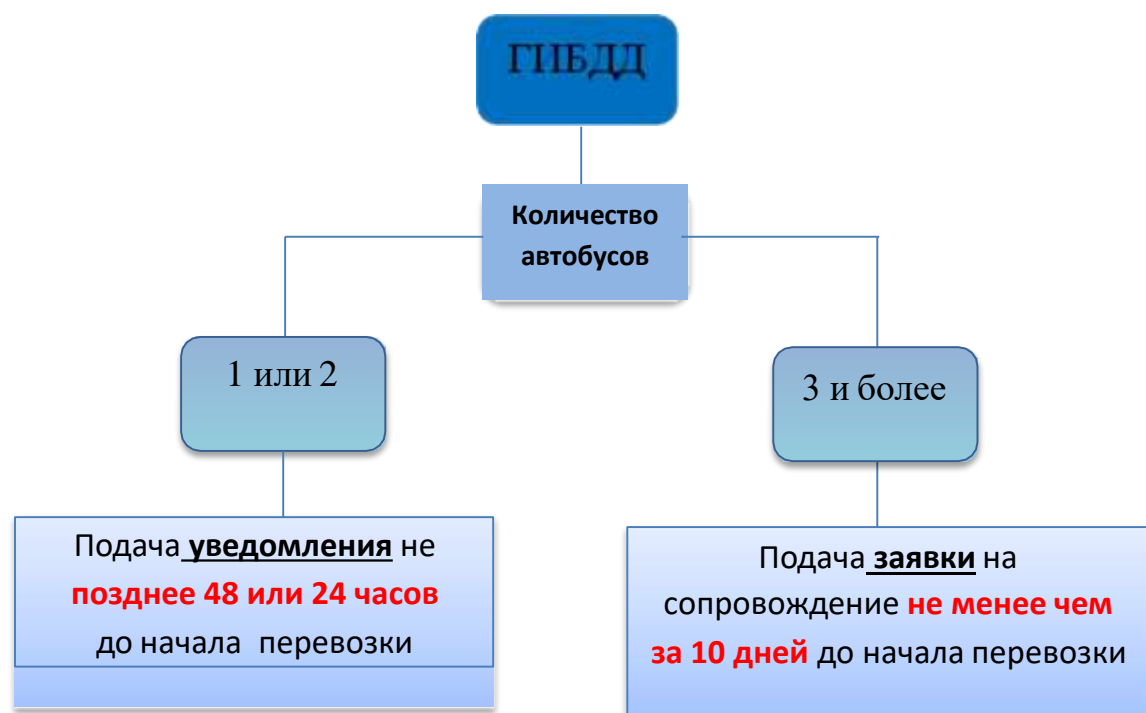 ГИБДД
Количество
автобусов
1 или 2
3 и более
Подача уведомления не
позднее 48 или 24 часов
до начала перевозки
Подача заявки на
сопровождение не менее чем
за 10 дней до начала перевозки